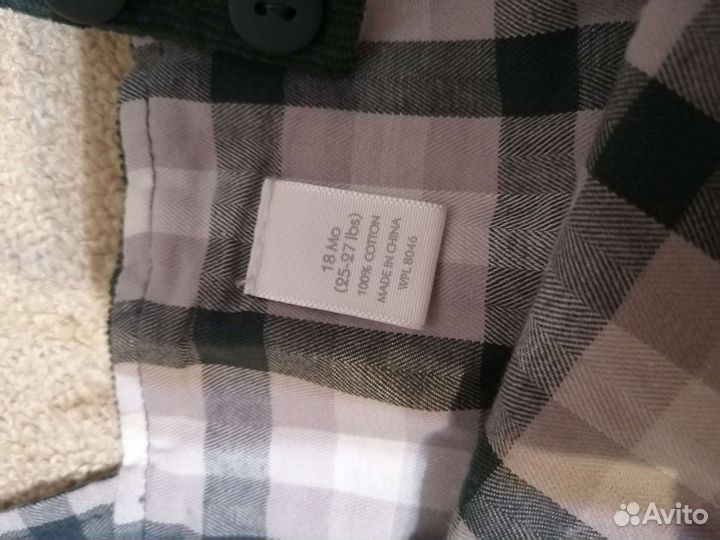 18 Mo
(25-27 lbs)
100% COTTON
MADE IN CHINA
WPL 8046
Avito